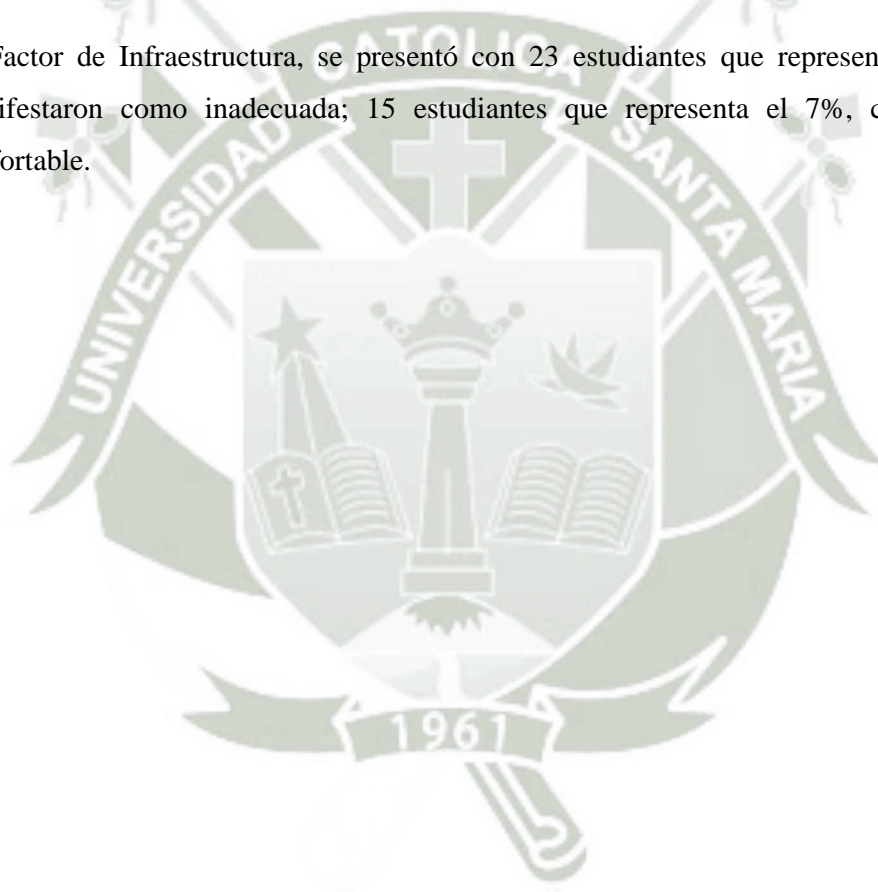 Factor de Infraestructura, se presentó con 23 estudiantes que represen
ifestaron como inadecuada; 15 estudiantes que representa el 7%, c
ortable.
UNIVERSIDAD CATOLICA SANTA MARIA
1961